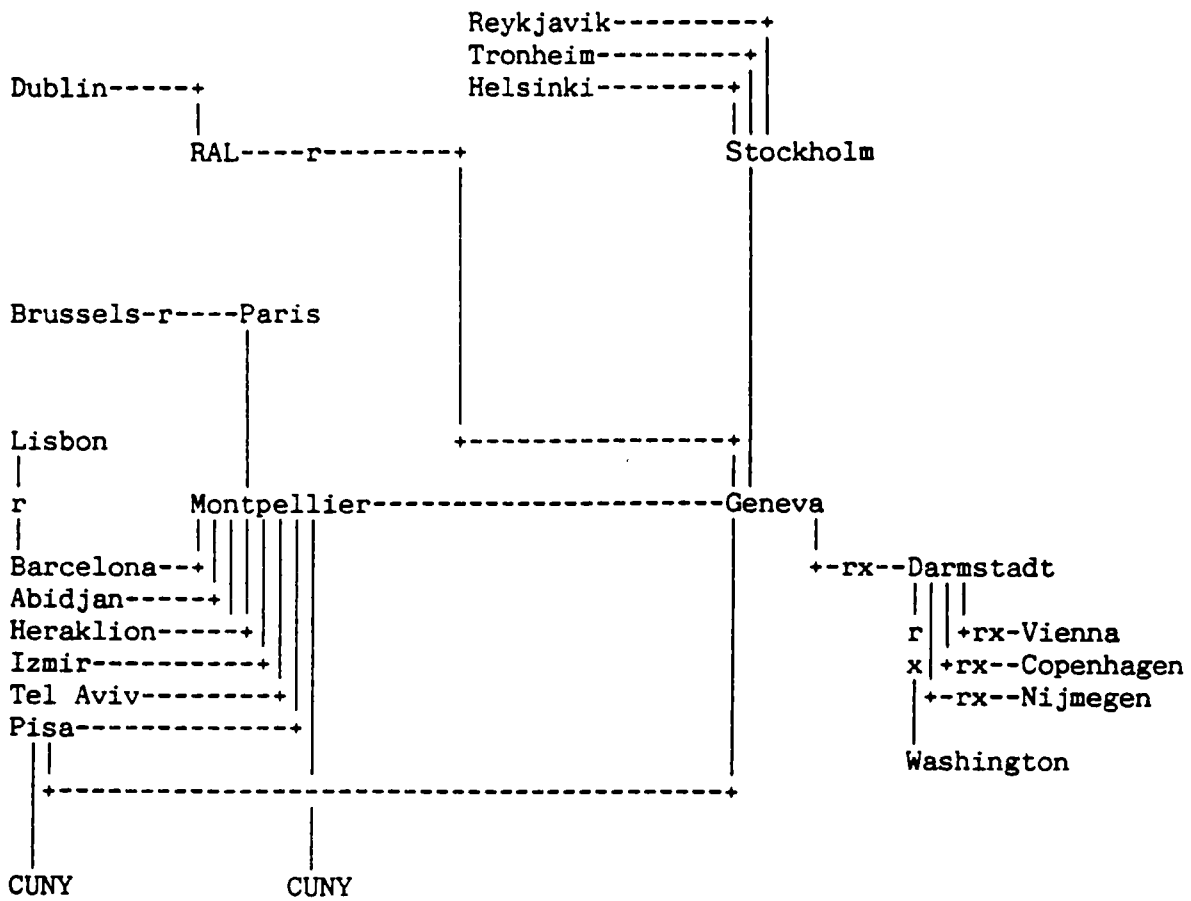 Reykjavik---------+
Tronheim---------+
Dublin-----+ Helsinki--------+
RAL----r--------+ Stockholm
Brussels-r----Paris
Lisbon
+----------------+
r Montpellier----------------------Geneva
Barcelona--+ +-rx--Darmstadt
Abidjan-----+
Heraklion-----+ r +rx-Vienna
Izmir----------+ x +rx--Copenhagen
Tel Aviv--------+ +-rx--Nijmegen
Pisa-------------+
Washington
+-----------------------------------------+
CUNY CUNY